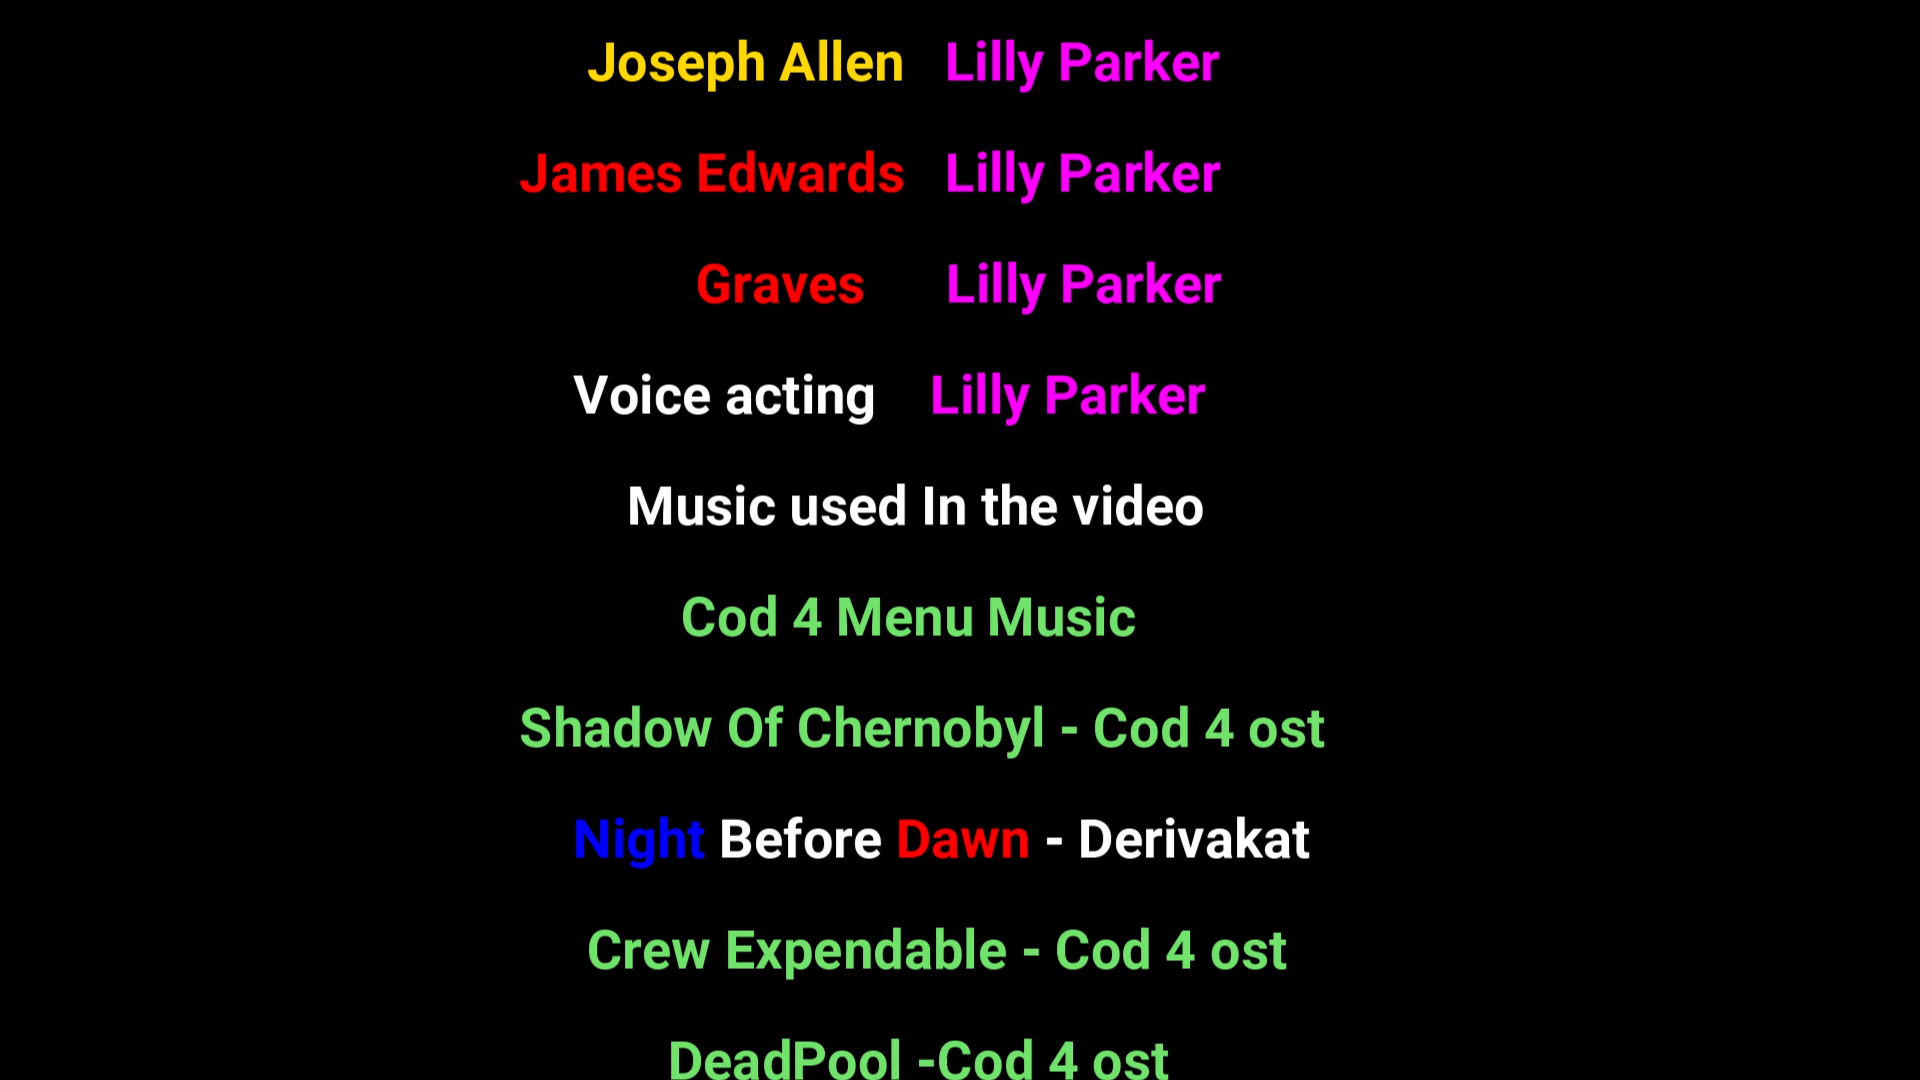 Joseph Allen Lilly Parker
James Edwards Lilly Parker
Graves Lilly Parker
Voice acting Lilly Parker
Music used In the video
Cod 4 Menu Music
Shadow Of Chernobyl - Cod 4 ost
Night Before Dawn - Derivakat
Crew Expendable - Cod 4 ost
DeadPool -Cod 4 ost